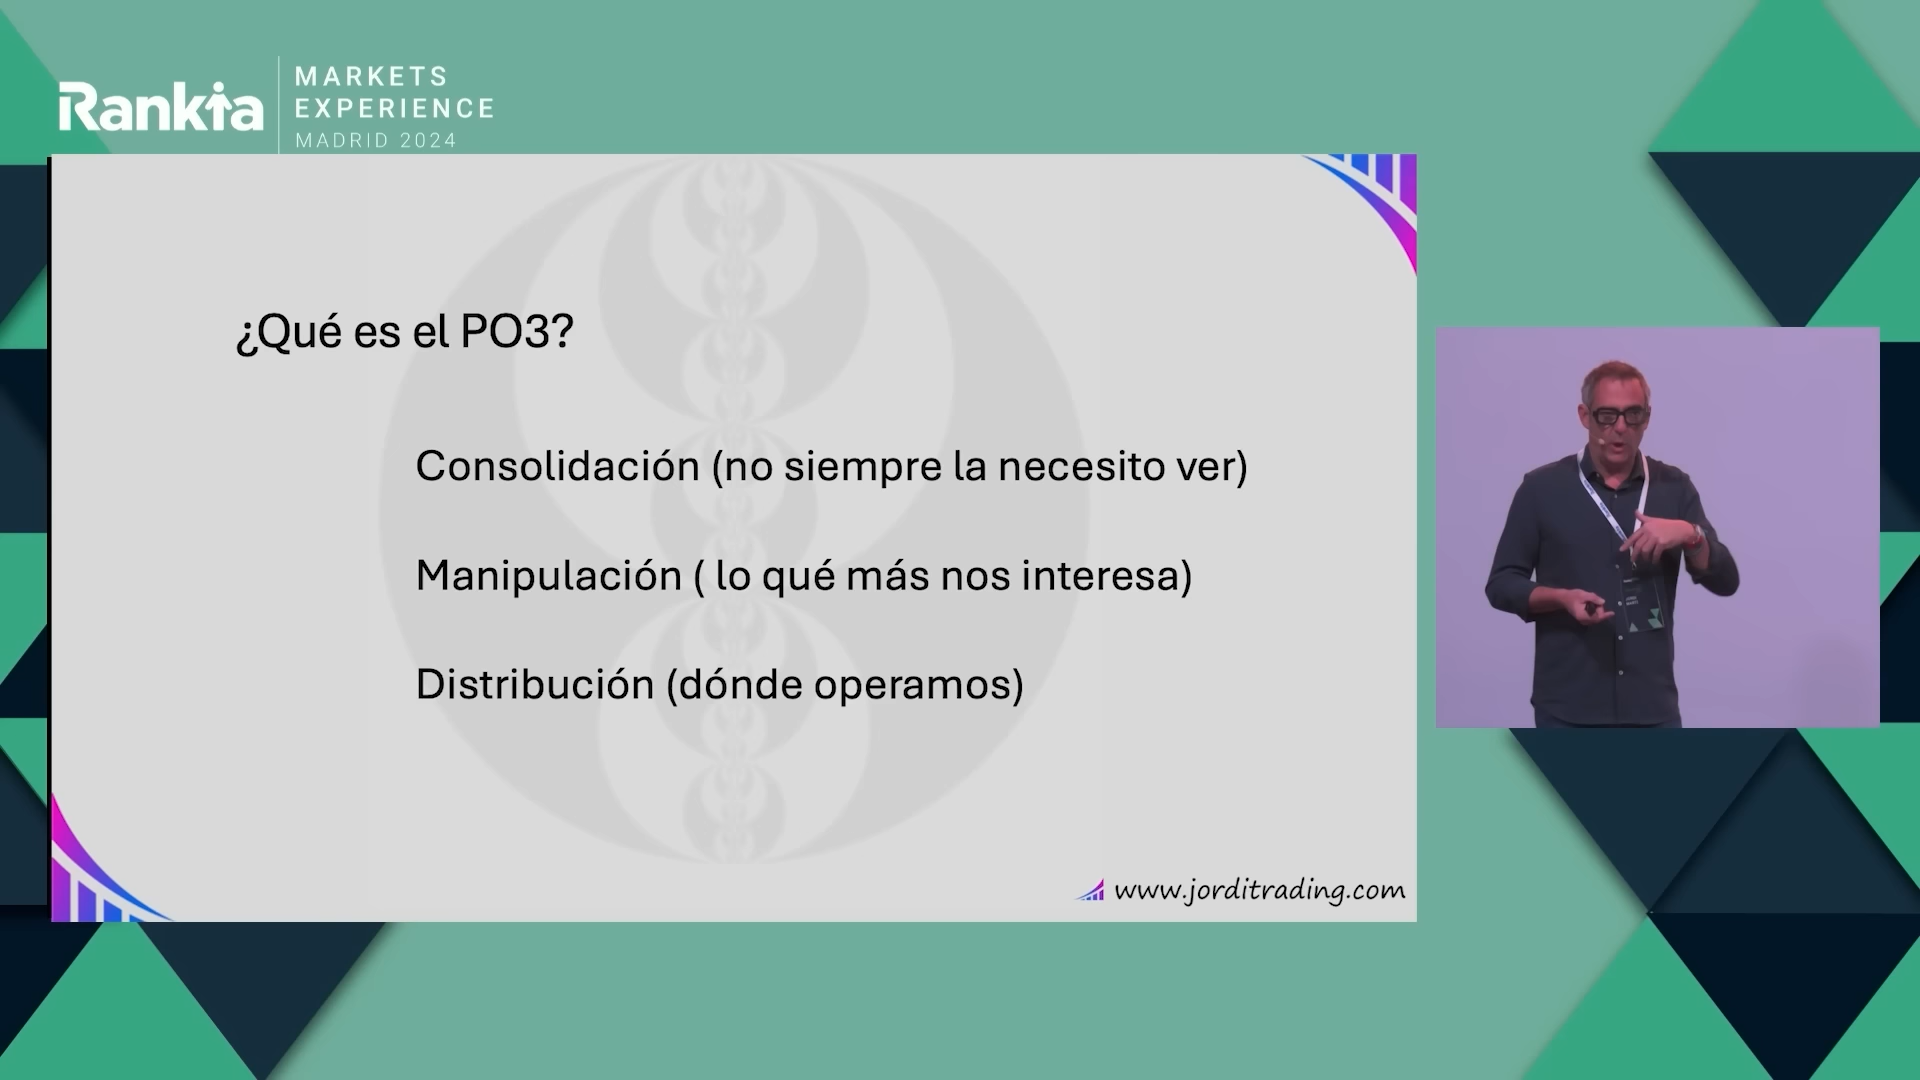 Rankia
MARKETS
EXPERIENCE
MADRID 2024
¿Qué es el PO3?
Consolidación (no siempre la necesito ver)
Manipulación ( lo qué más nos interesa)
Distribución (dónde operamos)
www.jorditrading.com